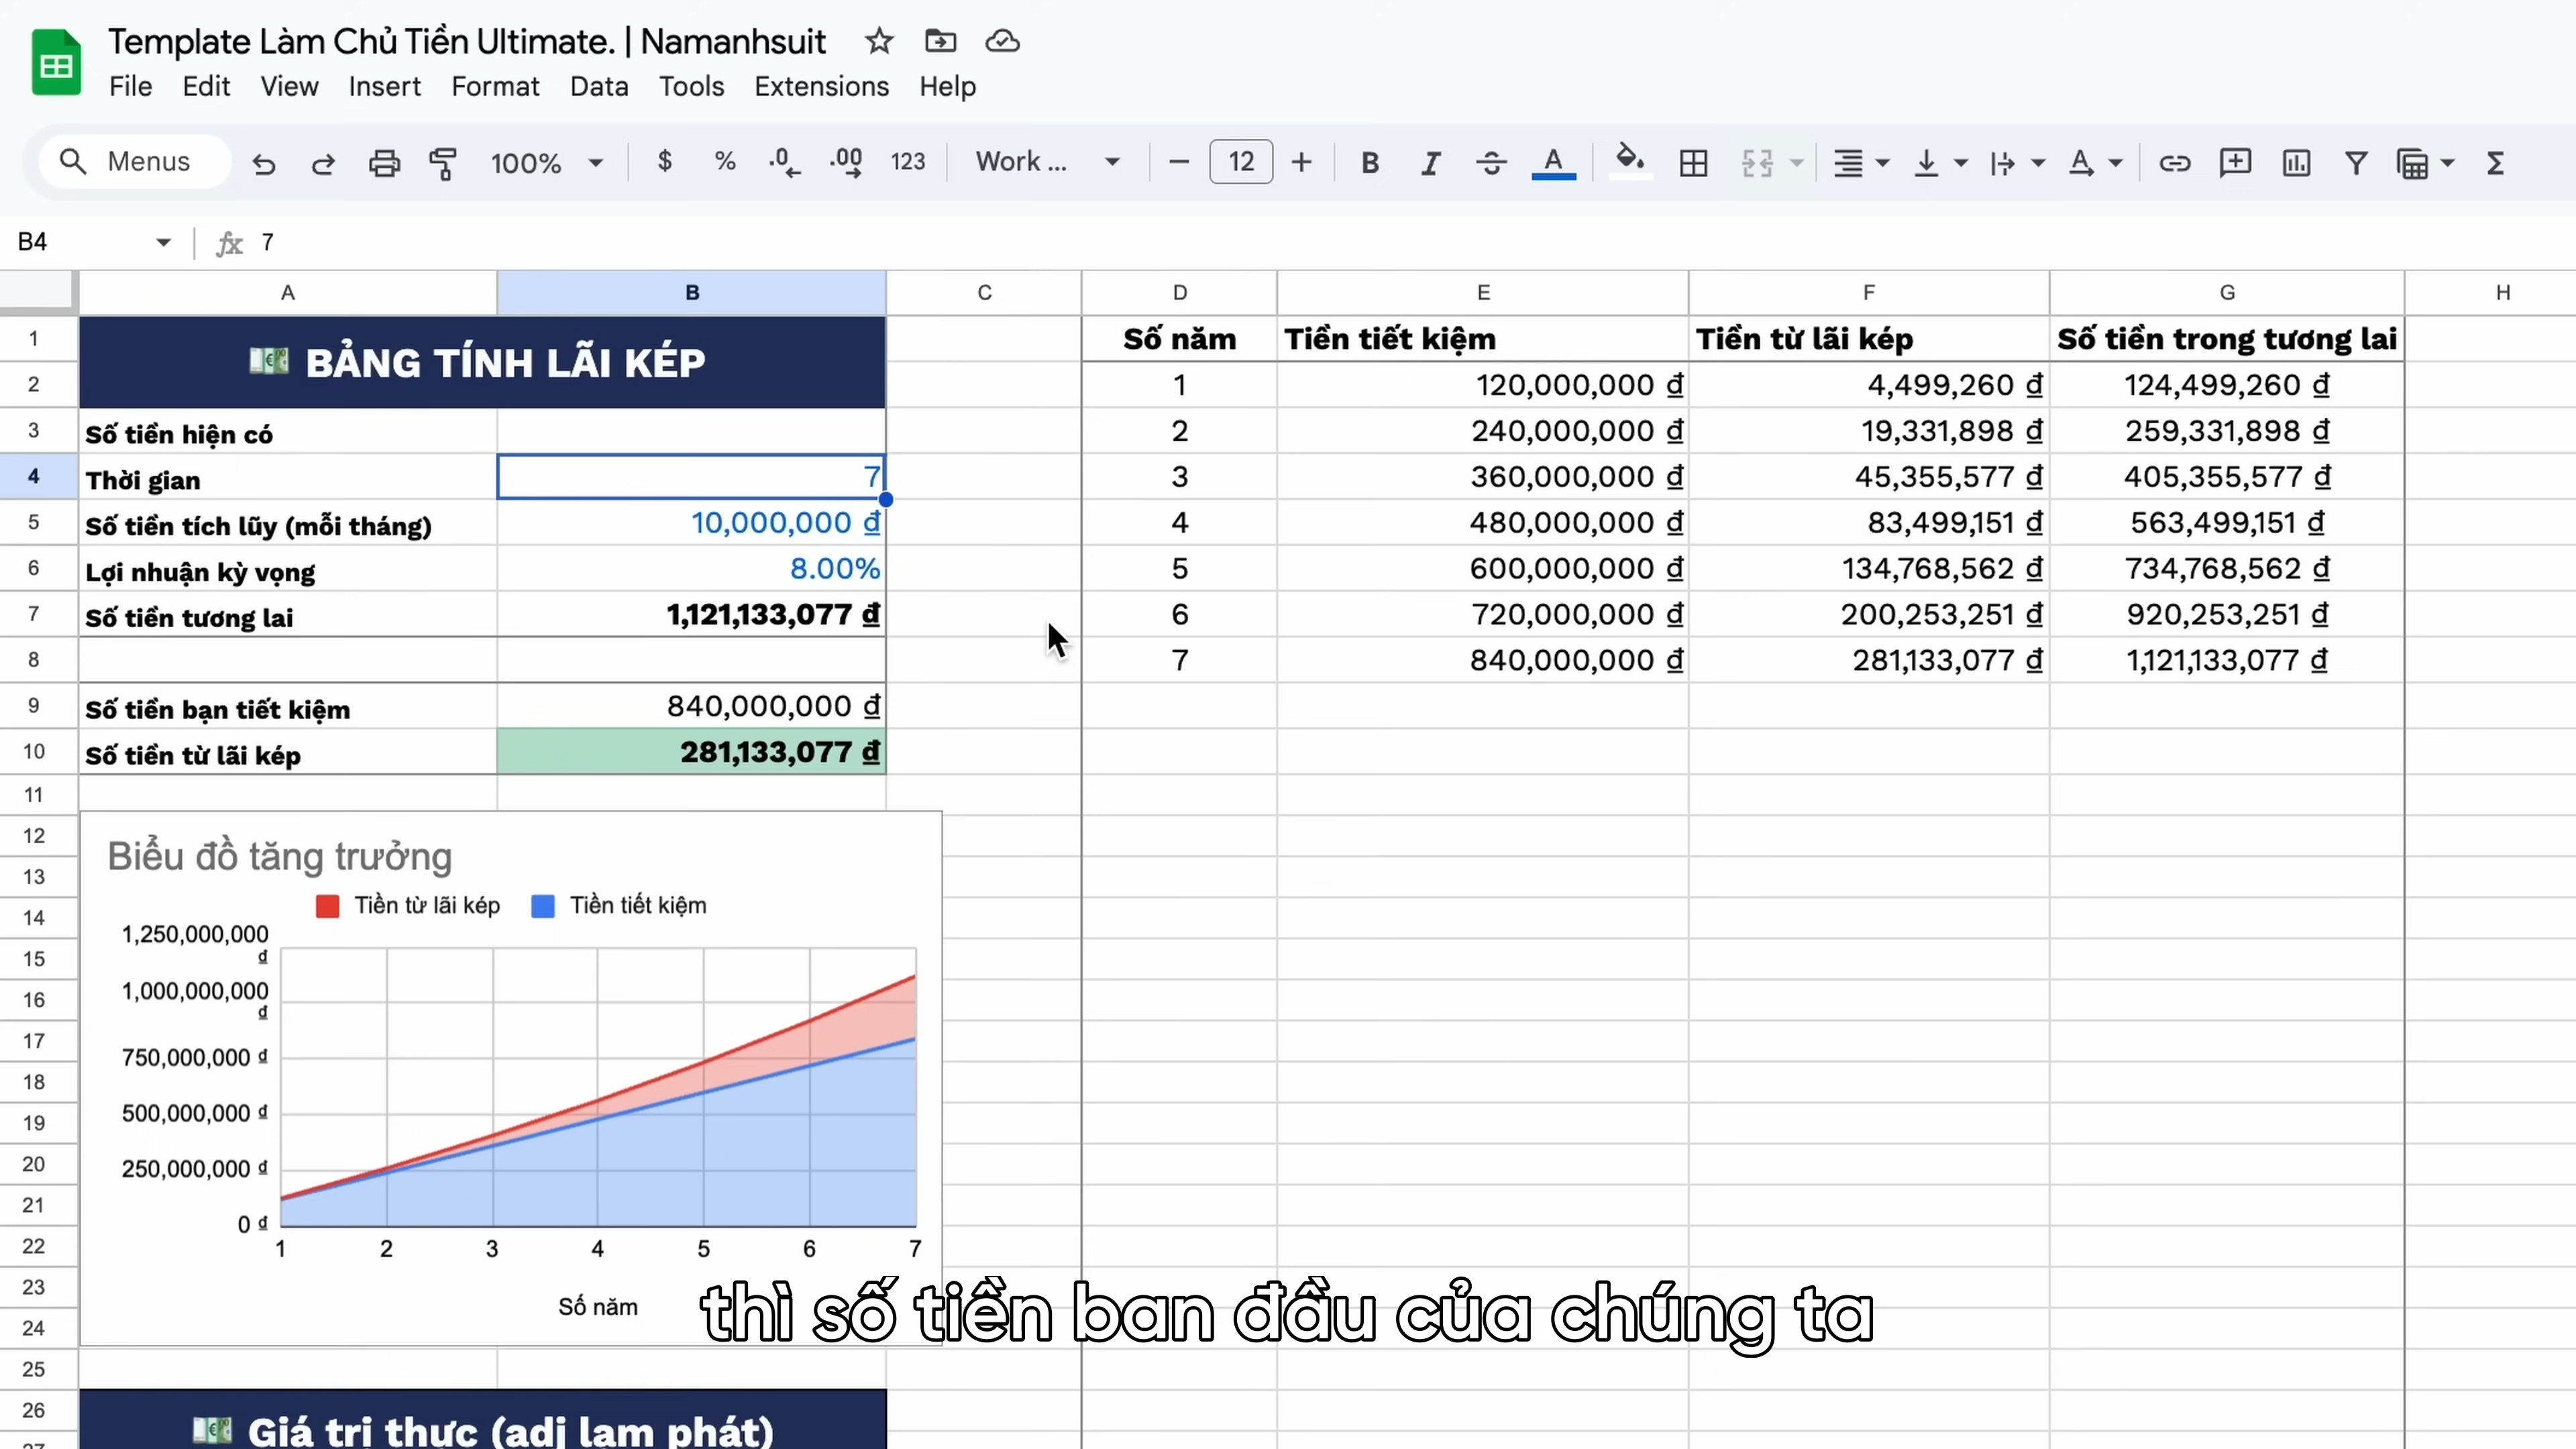 Template Làm Chủ Tiền Ultimate. | Namanhsuit
File Edit View Insert Format Data Tools Extensions Help
Menus 100% $ % .0 .00 123 Work ... 12 B I A
B4 fx 7
A B C D E F G H
1 💶 BẢNG TÍNH LÃI KÉP Số năm Tiền tiết kiệm Tiền từ lãi kép Số tiền trong tương lai
2 1 120,000,000 ₫ 4,499,260 ₫ 124,499,260 ₫
3 Số tiền hiện có 2 240,000,000 ₫ 19,331,898 ₫ 259,331,898 ₫
4 Thời gian 7 3 360,000,000 ₫ 45,355,577 ₫ 405,355,577 ₫
5 Số tiền tích lũy (mỗi tháng) 10,000,000 ₫ 4 480,000,000 ₫ 83,499,151 ₫ 563,499,151 ₫
6 Lợi nhuận kỳ vọng 8.00% 5 600,000,000 ₫ 134,768,562 ₫ 734,768,562 ₫
7 Số tiền tương lai 1,121,133,077 ₫ 6 720,000,000 ₫ 200,253,251 ₫ 920,253,251 ₫
8 7 840,000,000 ₫ 281,133,077 ₫ 1,121,133,077 ₫
9 Số tiền bạn tiết kiệm 840,000,000 ₫
10 Số tiền từ lãi kép 281,133,077 ₫
11
12 Biểu đồ tăng trưởng
13
14 Tiền từ lãi kép Tiền tiết kiệm
1,250,000,000 ₫
15
16 1,000,000,000 ₫
17 750,000,000 ₫
18
19 500,000,000 ₫
20 250,000,000 ₫
21
22 0 ₫
1 2 3 4 5 6 7
23
24 Số năm
thì số tiền ban đầu của chúng ta
25
26 💶 Giá trị thực (adj lạm phát)
27